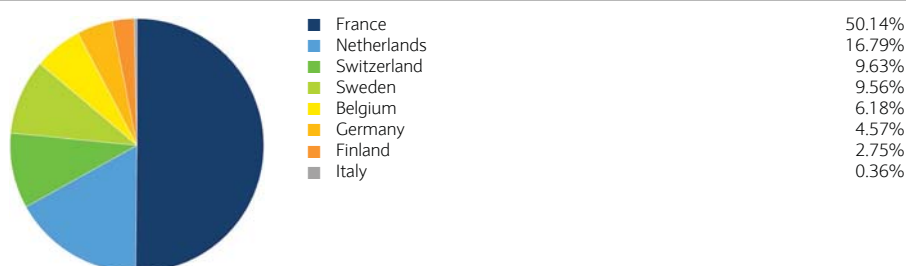 France 50.14%
Netherlands 16.79%
Switzerland 9.63%
Sweden 9.56%
Belgium 6.18%
Germany 4.57%
Finland 2.75%
Italy 0.36%